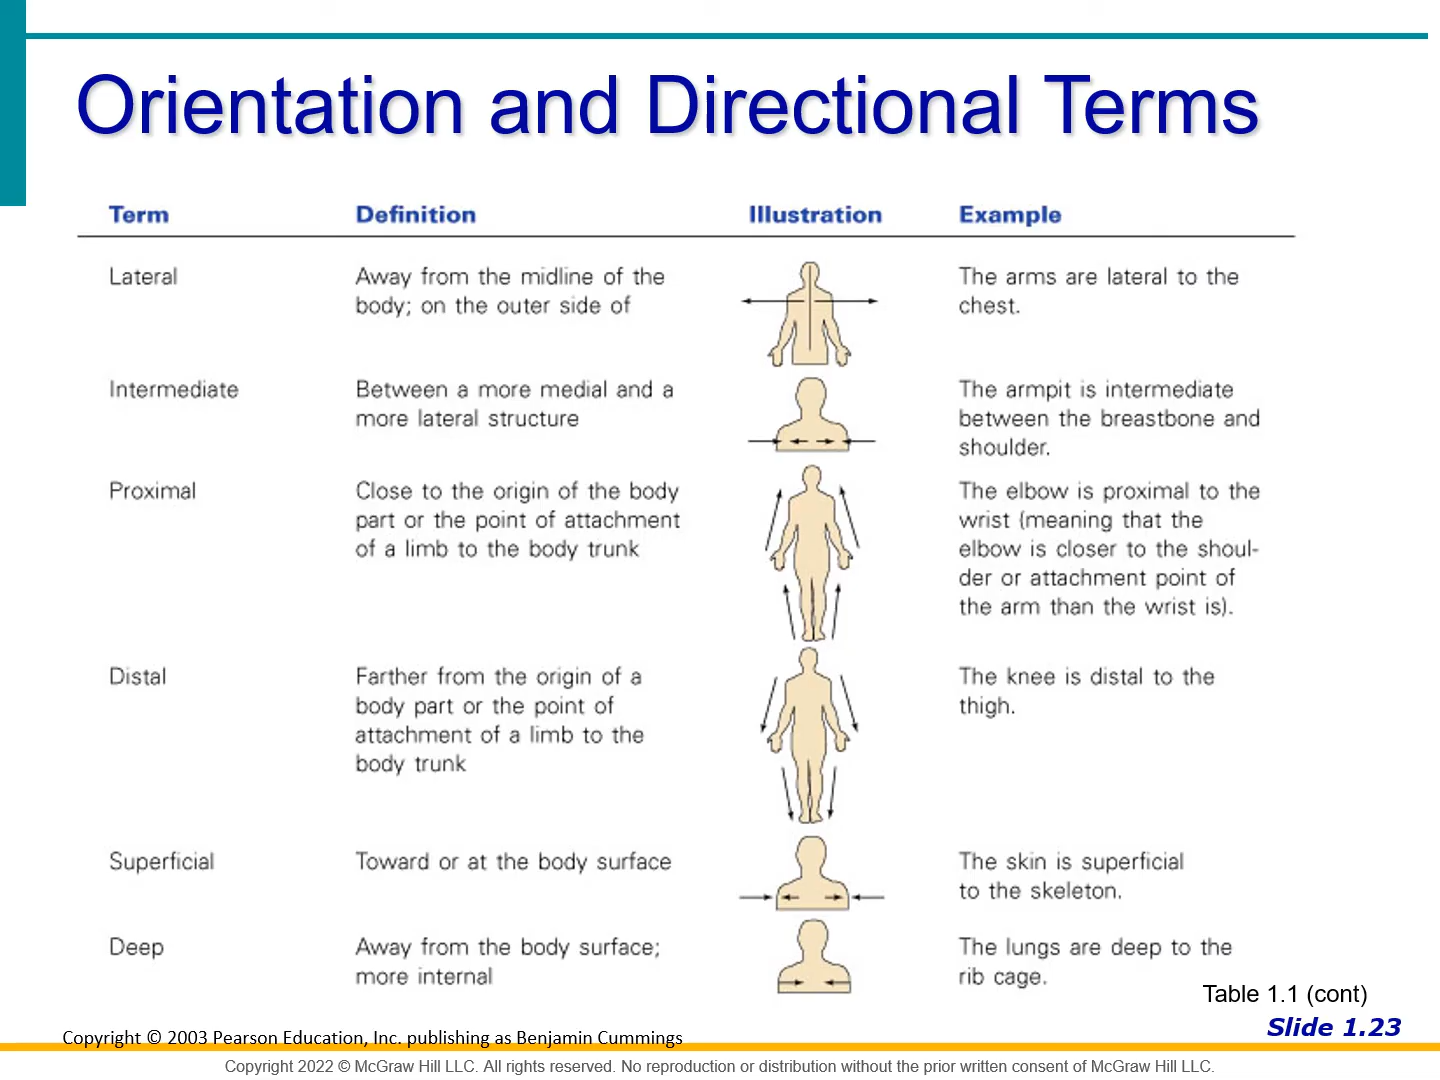 Orientation and Directional Terms
Term Definition Illustration Example
Lateral
Away from the midline of the
body; on the outer side of
The arms are lateral to the
chest.
Intermediate
Between a more medial and a
more lateral structure
The armpit is intermediate
between the breastbone and
shoulder.
Proximal
Close to the origin of the body
part or the point of attachment
of a limb to the body trunk
The elbow is proximal to the
wrist (meaning that the
elbow is closer to the shoul-
der or attachment point of
the arm than the wrist is).
Distal
Farther from the origin of a
body part or the point of
attachment of a limb to the
body trunk
The knee is distal to the
thigh.
Superficial
Toward or at the body surface
The skin is superficial
to the skeleton.
Deep
Away from the body surface;
more internal
The lungs are deep to the
rib cage.
Table 1.1 (cont)
Slide 1.23
Copyright © 2003 Pearson Education, Inc. publishing as Benjamin Cummings
Copyright 2022 © McGraw Hill LLC. All rights reserved. No reproduction or distribution without the prior written consent of McGraw Hill LLC.